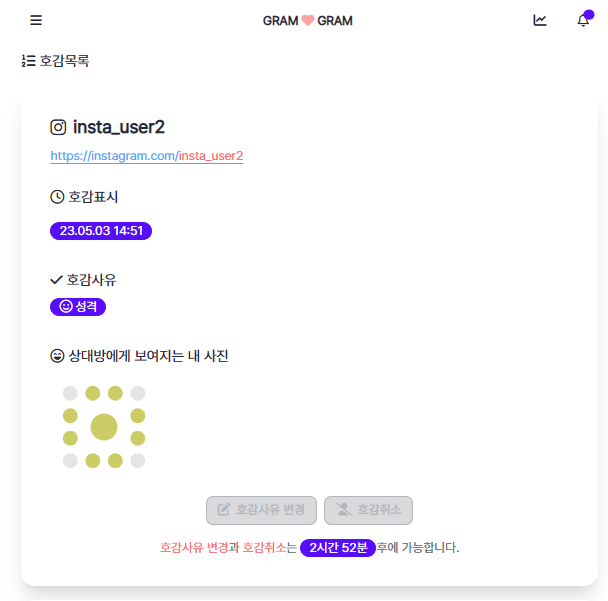 GRAM GRAM
호감목록
insta_user2
https://instagram.com/insta_user2
호감표시
23.05.03 14:51
호감사유
성격
상대방에게 보여지는 내 사진
호감사유 변경 호감취소
호감사유 변경과 호감취소는 2시간 52분 후에 가능합니다.